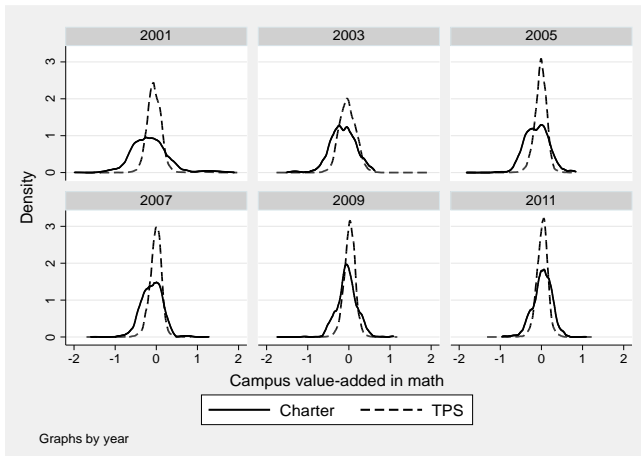 2001 2003 2005
3
2
1
0
2007 2009 2011
3
2
1
0
-2 -1 0 1 2 -2 -1 0 1 2 -2 -1 0 1 2
Density
Campus value-added in math
Charter TPS
Graphs by year